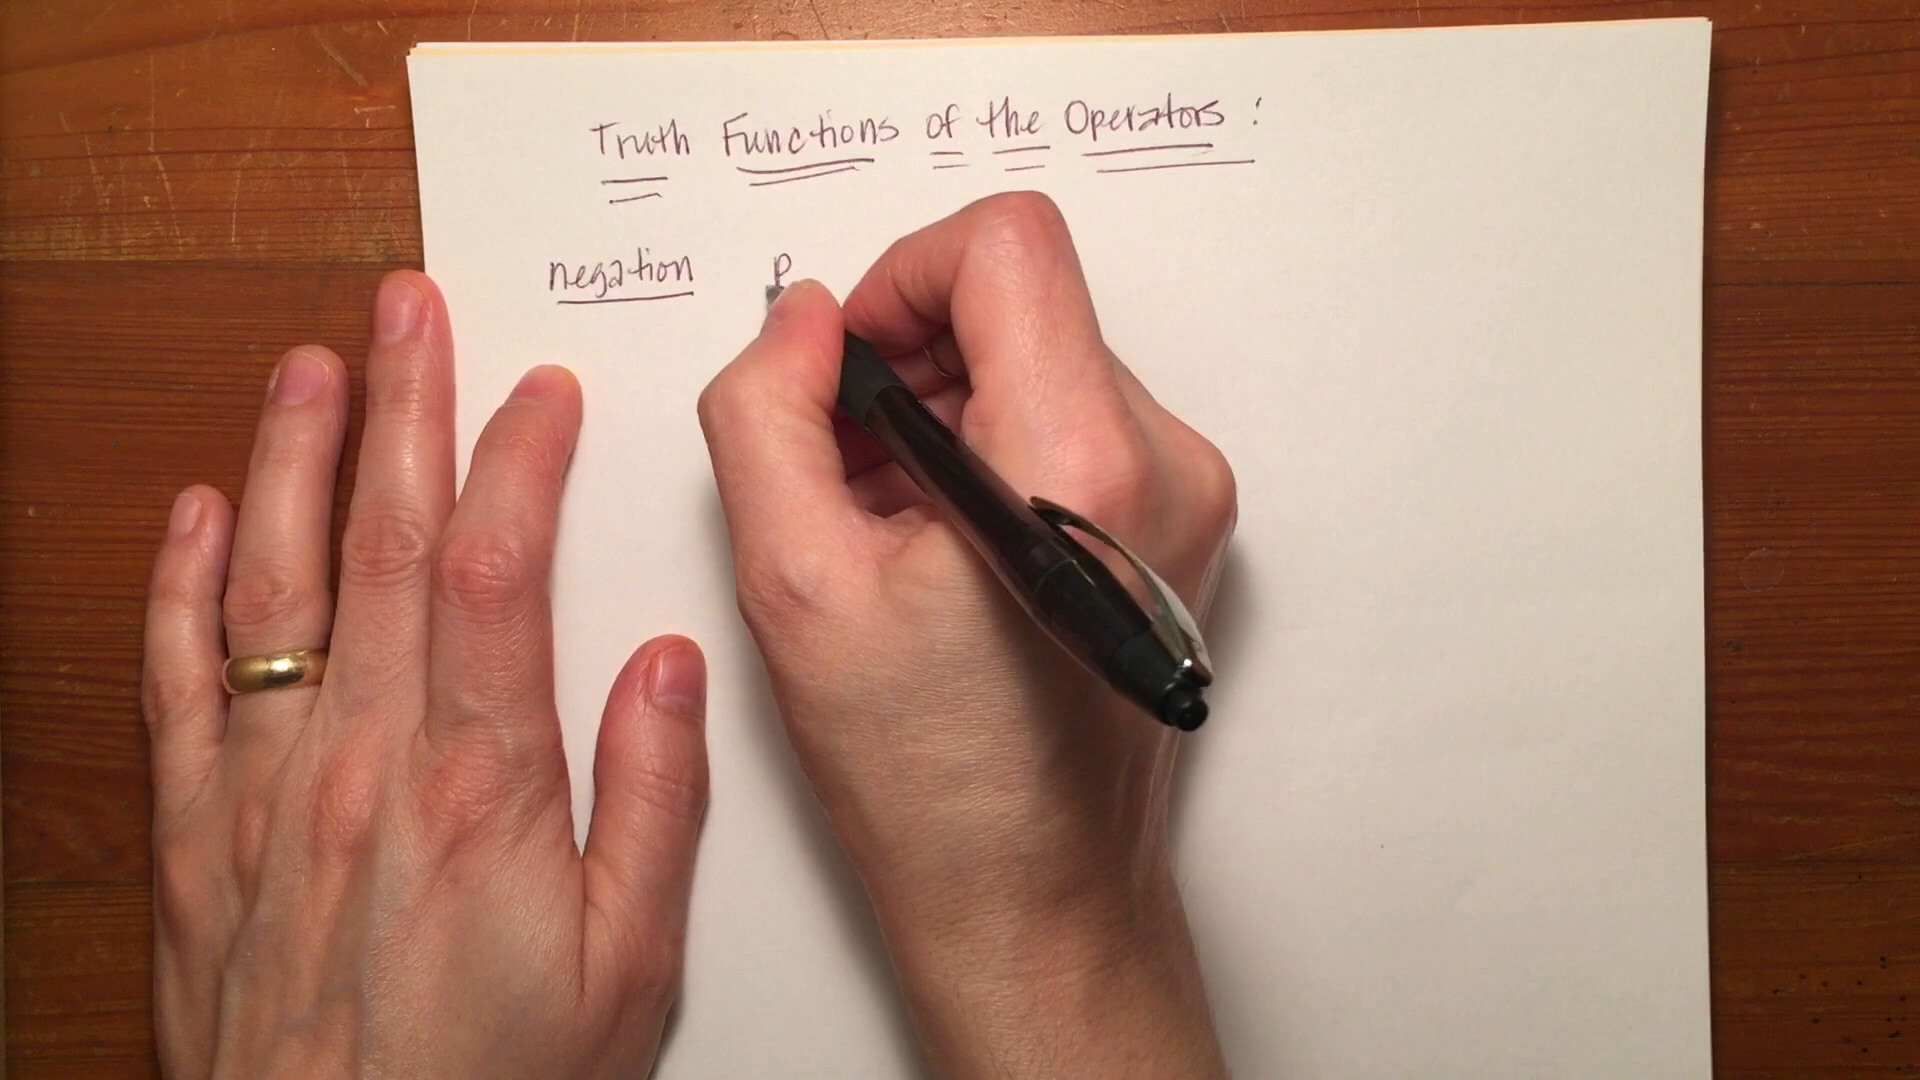 Truth Functions of the Operators :
negation P